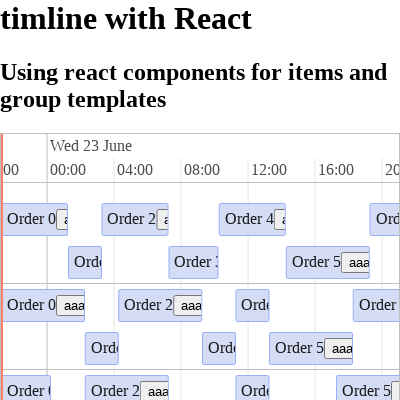 timline with React
Using react components for items and
group templates
Wed 23 June
00 00:00 04:00 08:00 12:00 16:00 20
Order 0 a Order 2 a Order 4 a Ord
Orde Order 3 Order 5 aaa
Order 0 aaa Order 2 aaa Orde Order
Orde Orde Order 5 aaa
Order 0 Order 2 aaa Orde Order 5